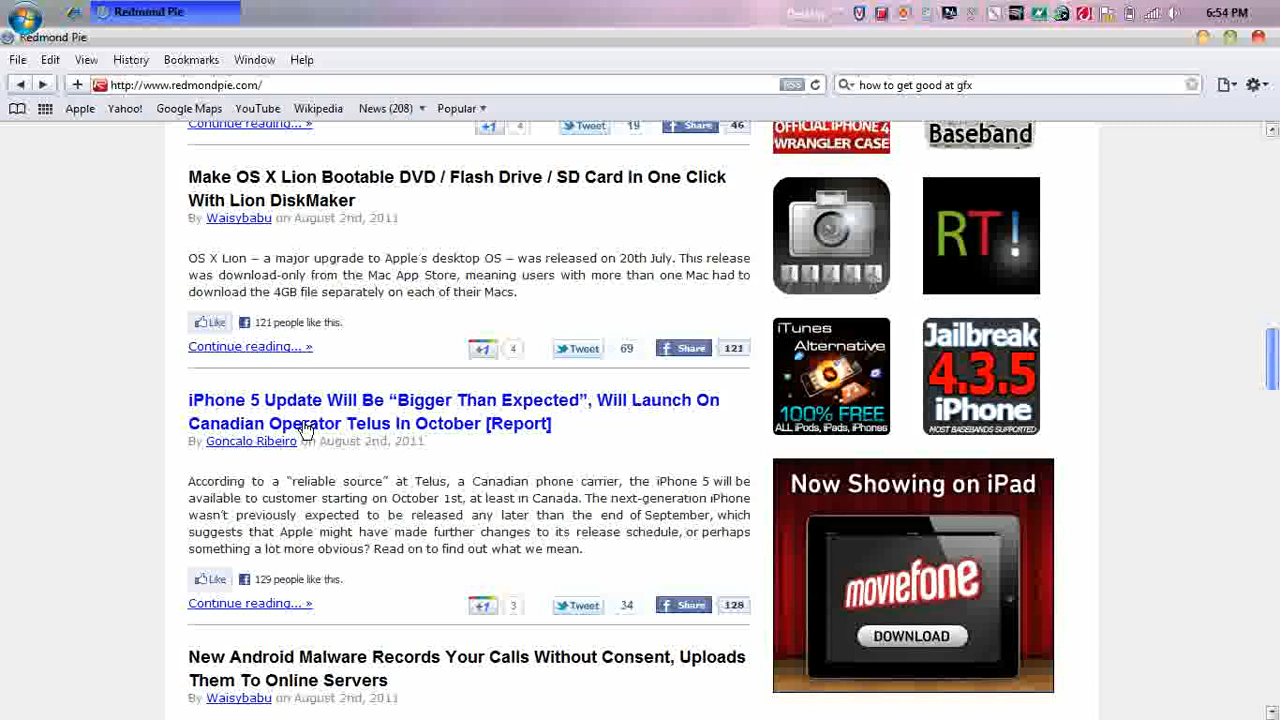 Redmond Pie
Desktop
6:54 PM
Redmond Pie
File Edit View History Bookmarks Window Help
http://www.redmondpie.com/ RSS how to get good at gfx
Apple Yahoo! Google Maps YouTube Wikipedia News (208) Popular
Continue reading... » +1 4 Tweet 19 Share 46
OFFICIAL IPHONE 4
WRANGLER CASE
Baseband
Make OS X Lion Bootable DVD / Flash Drive / SD Card In One Click
With Lion DiskMaker
By Waisybabu on August 2nd, 2011
OS X Lion – a major upgrade to Apple's desktop OS – was released on 20th July. This release
was download-only from the Mac App Store, meaning users with more than one Mac had to
download the 4GB file separately on each of their Macs.
Like 121 people like this.
Continue reading... » +1 4 Tweet 69 Share 121
RT!
iTunes
Alternative
100% FREE
ALL iPods, iPads, iPhones
Jailbreak
4.3.5
iPhone
MOST BASEBANDS SUPPORTED
iPhone 5 Update Will Be “Bigger Than Expected”, Will Launch On
Canadian Operator Telus In October [Report]
By Goncalo Ribeiro on August 2nd, 2011
According to a “reliable source” at Telus, a Canadian phone carrier, the iPhone 5 will be
available to customer starting on October 1st, at least in Canada. The next-generation iPhone
wasn't previously expected to be released any later than the end of September, which
suggests that Apple might have made further changes to its release schedule, or perhaps
something a lot more obvious? Read on to find out what we mean.
Like 129 people like this.
Continue reading... » +1 3 Tweet 34 Share 128
Now Showing on iPad
moviefone
DOWNLOAD
New Android Malware Records Your Calls Without Consent, Uploads
Them To Online Servers
By Waisybabu on August 2nd, 2011